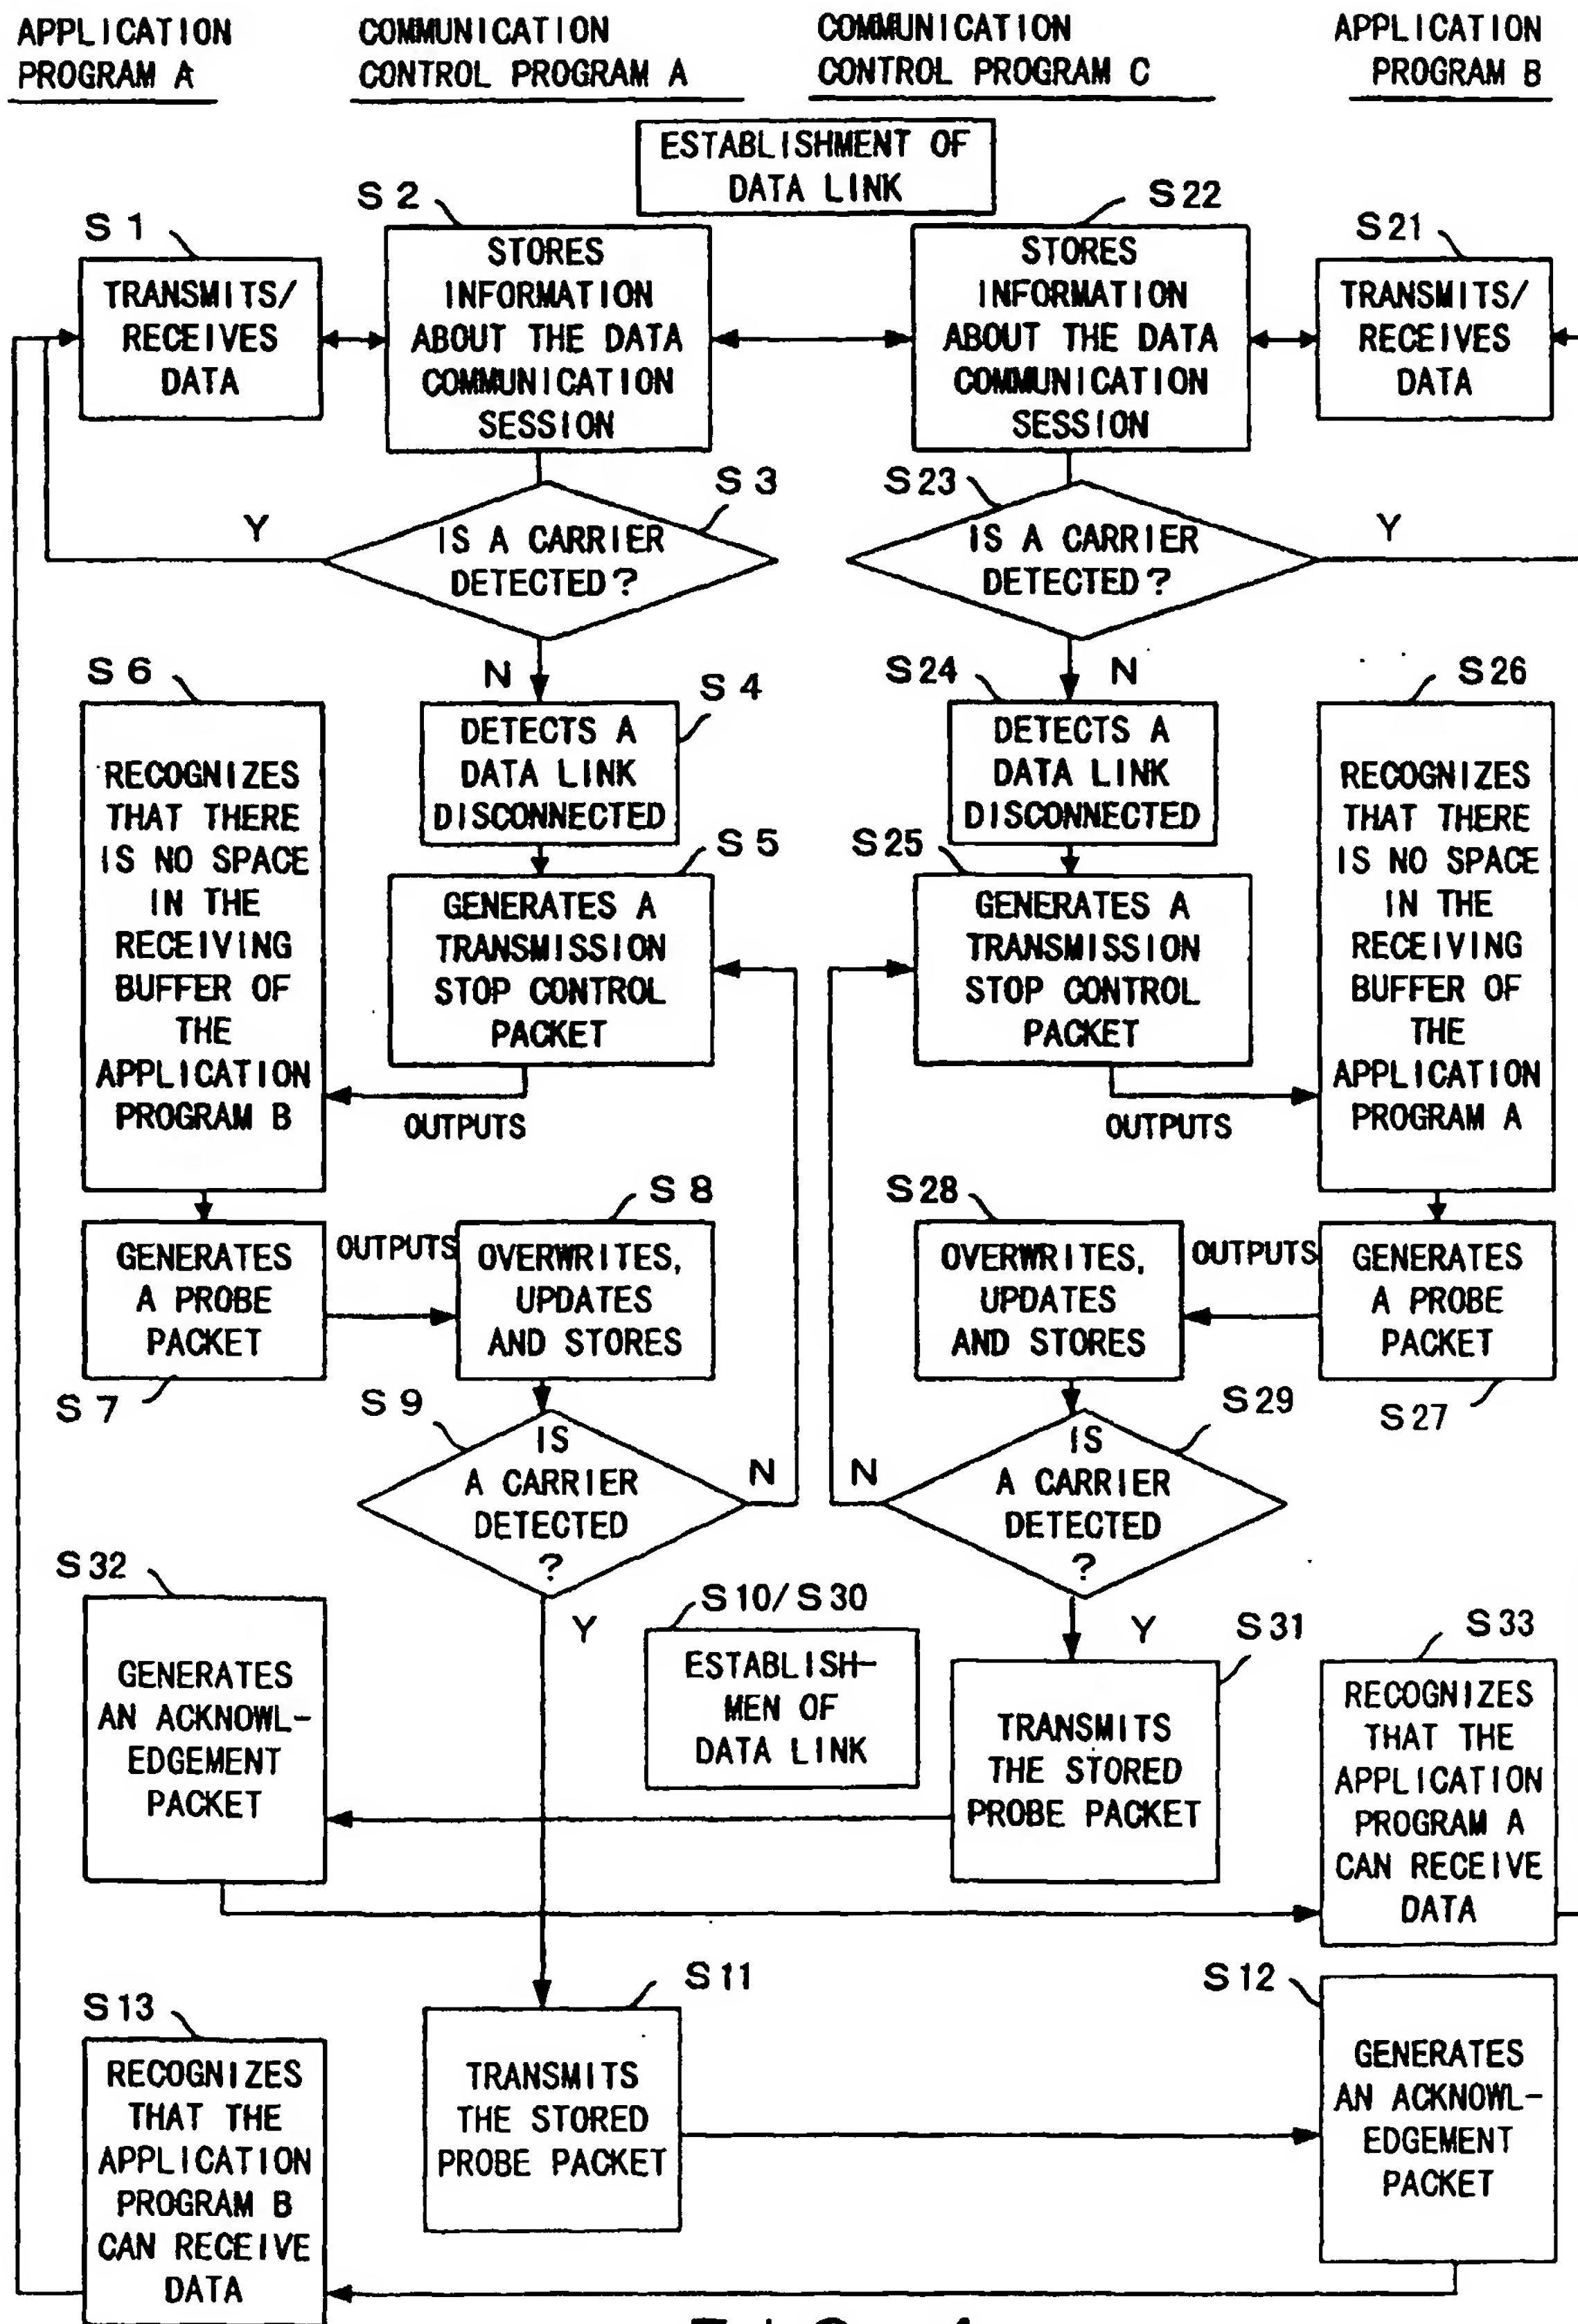 APPLICATION
PROGRAM A
COMMUNICATION
CONTROL PROGRAM A
COMMUNICATION
CONTROL PROGRAM C
APPLICATION
PROGRAM B
ESTABLISHMENT OF
DATA LINK
S1
TRANSMITS/
RECEIVES
DATA
S2
STORES
INFORMATION
ABOUT THE DATA
COMMUNICATION
SESSION
S22
STORES
INFORMATION
ABOUT THE DATA
COMMUNICATION
SESSION
S21
TRANSMITS/
RECEIVES
DATA
Y
S3
IS A CARRIER
DETECTED?
N
S23
IS A CARRIER
DETECTED?
Y
N
S6
RECOGNIZES
THAT THERE
IS NO SPACE
IN THE
RECEIVING
BUFFER OF
THE
APPLICATION
PROGRAM B
S4
DETECTS A
DATA LINK
DISCONNECTED
S24
DETECTS A
DATA LINK
DISCONNECTED
S26
RECOGNIZES
THAT THERE
IS NO SPACE
IN THE
RECEIVING
BUFFER OF
THE
APPLICATION
PROGRAM A
S5
GENERATES A
TRANSMISSION
STOP CONTROL
PACKET
OUTPUTS
S25
GENERATES A
TRANSMISSION
STOP CONTROL
PACKET
OUTPUTS
GENERATES
A PROBE
PACKET
S7
OUTPUTS
S8
OVERWRITES,
UPDATES
AND STORES
S28
OVERWRITES,
UPDATES
AND STORES
OUTPUTS
GENERATES
A PROBE
PACKET
S27
S9
IS
A CARRIER
DETECTED
?
N
Y
S29
IS
A CARRIER
DETECTED
?
N
Y
S32
GENERATES
AN ACKNOWL-
EDGEMENT
PACKET
S10/S30
ESTABLISH-
MEN OF
DATA LINK
S31
TRANSMITS
THE STORED
PROBE PACKET
S33
RECOGNIZES
THAT THE
APPLICATION
PROGRAM A
CAN RECEIVE
DATA
S13
RECOGNIZES
THAT THE
APPLICATION
PROGRAM B
CAN RECEIVE
DATA
S11
TRANSMITS
THE STORED
PROBE PACKET
S12
GENERATES
AN ACKNOWL-
EDGEMENT
PACKET